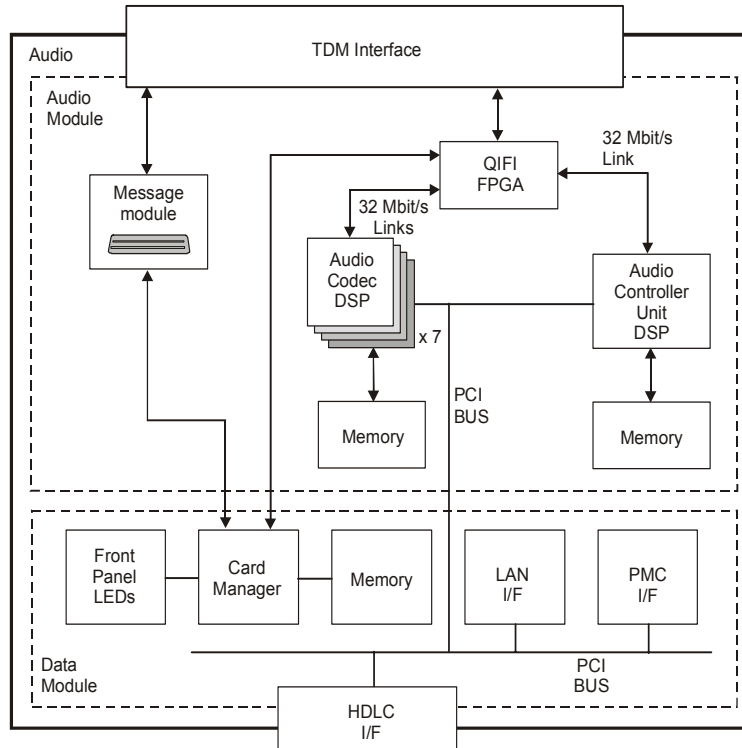 TDM Interface
Audio
Audio
Module
Message
module
QIFI
FPGA
32 Mbit/s
Link
32 Mbit/s
Links
Audio
Codec
DSP
x 7
Audio
Controller
Unit
DSP
PCI
BUS
Memory
Memory
Front
Panel
LEDs
Card
Manager
Memory
LAN
I/F
PMC
I/F
Data
Module
PCI
BUS
HDLC
I/F